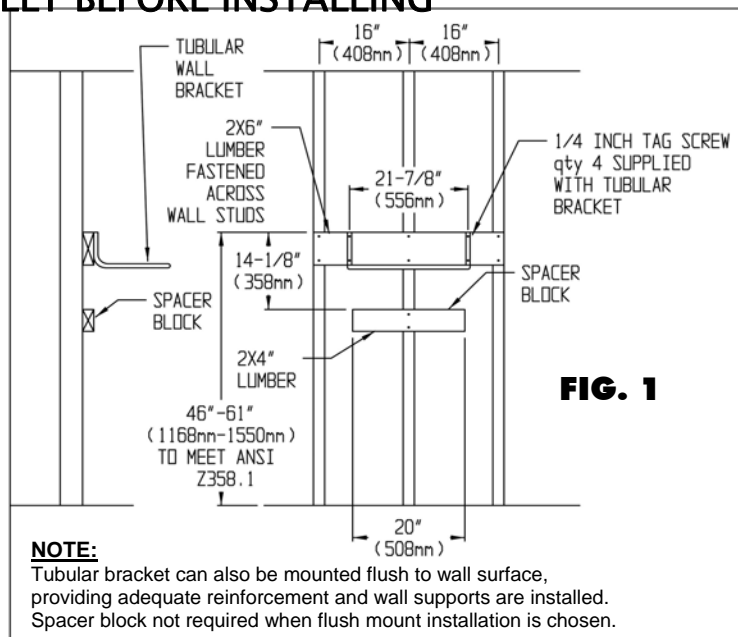 BEFORE INSTALLING
TUBULAR
WALL
BRACKET
16"
(408mm)
16"
(408mm)
2X6"
LUMBER
FASTENED
ACROSS
WALL STUDS
21-7/8"
(556mm)
1/4 INCH TAG SCREW
qty 4 SUPPLIED
WITH TUBULAR
BRACKET
14-1/8"
(358mm)
SPACER
BLOCK
SPACER
BLOCK
2X4"
LUMBER
46"-61"
(1168mm-1550mm)
TO MEET ANSI
Z358.1
FIG. 1
20"
(508mm)
NOTE:
Tubular bracket can also be mounted flush to wall surface,
providing adequate reinforcement and wall supports are installed.
Spacer block not required when flush mount installation is chosen.